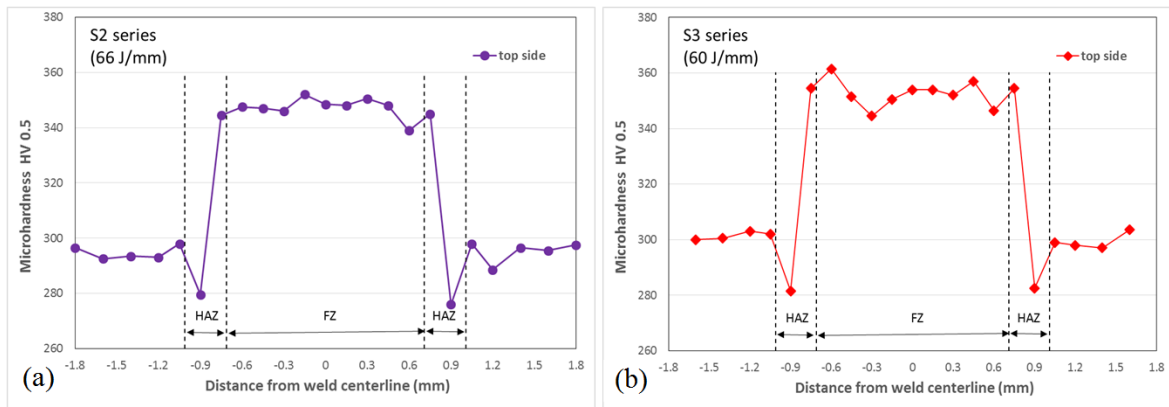 S2 series
(66 J/mm)
top side
Microhardness HV 0.5
380
360
340
320
300
280
260
HAZ
FZ
HAZ
-1.8 -1.5 -1.2 -0.9 -0.6 -0.3 0 0.3 0.6 0.9 1.2 1.5 1.8
Distance from weld centerline (mm)
(a)
S3 series
(60 J/mm)
top side
Microhardness HV 0.5
380
360
340
320
300
280
260
HAZ
FZ
HAZ
-1.8 -1.5 -1.2 -0.9 -0.6 -0.3 0 0.3 0.6 0.9 1.2 1.5 1.8
Distance from weld centerline (mm)
(b)